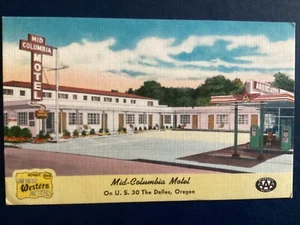 MID
COLUMBIA
MOTEL
Western
Mid-Columbia Motel
On U. S. 30 The Dalles, Oregon
AAA